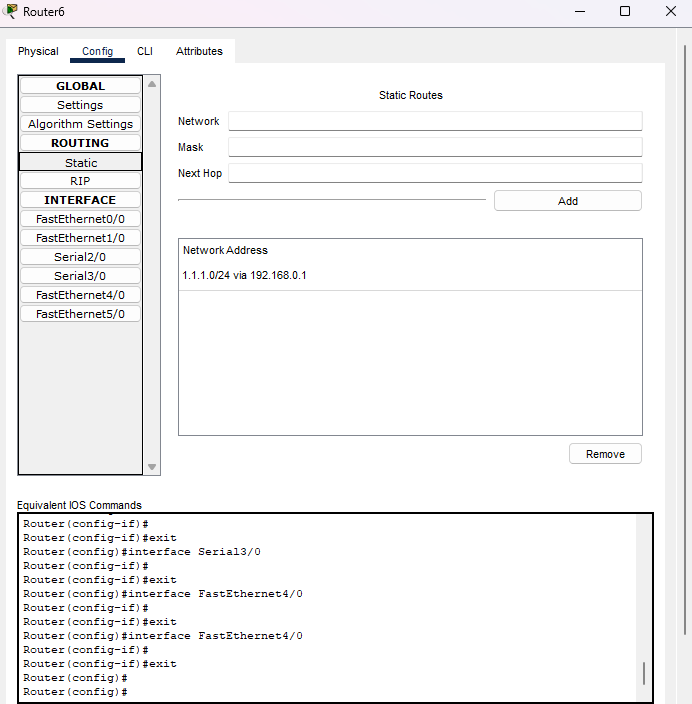 Router6
Physical Config CLI Attributes
GLOBAL
Settings
Algorithm Settings
ROUTING
Static
RIP
INTERFACE
FastEthernet0/0
FastEthernet1/0
Serial2/0
Serial3/0
FastEthernet4/0
FastEthernet5/0
Static Routes
Network
Mask
Next Hop
Add
Network Address
1.1.1.0/24 via 192.168.0.1
Remove
Equivalent IOS Commands
Router(config-if)#
Router(config-if)#exit
Router(config)#interface Serial3/0
Router(config-if)#
Router(config-if)#exit
Router(config)#interface FastEthernet4/0
Router(config-if)#
Router(config-if)#exit
Router(config)#interface FastEthernet4/0
Router(config-if)#
Router(config-if)#exit
Router(config)#
Router(config)#